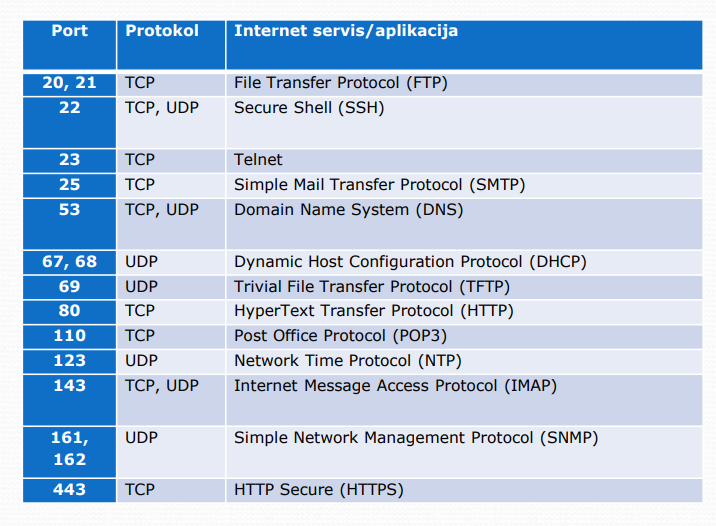 Port Protokol Internet servis/aplikacija
20, 21 TCP File Transfer Protocol (FTP)
22 TCP, UDP Secure Shell (SSH)
23 TCP Telnet
25 TCP Simple Mail Transfer Protocol (SMTP)
53 TCP, UDP Domain Name System (DNS)
67, 68 UDP Dynamic Host Configuration Protocol (DHCP)
69 UDP Trivial File Transfer Protocol (TFTP)
80 TCP HyperText Transfer Protocol (HTTP)
110 TCP Post Office Protocol (POP3)
123 UDP Network Time Protocol (NTP)
143 TCP, UDP Internet Message Access Protocol (IMAP)
161, UDP Simple Network Management Protocol (SNMP)
162
443 TCP HTTP Secure (HTTPS)